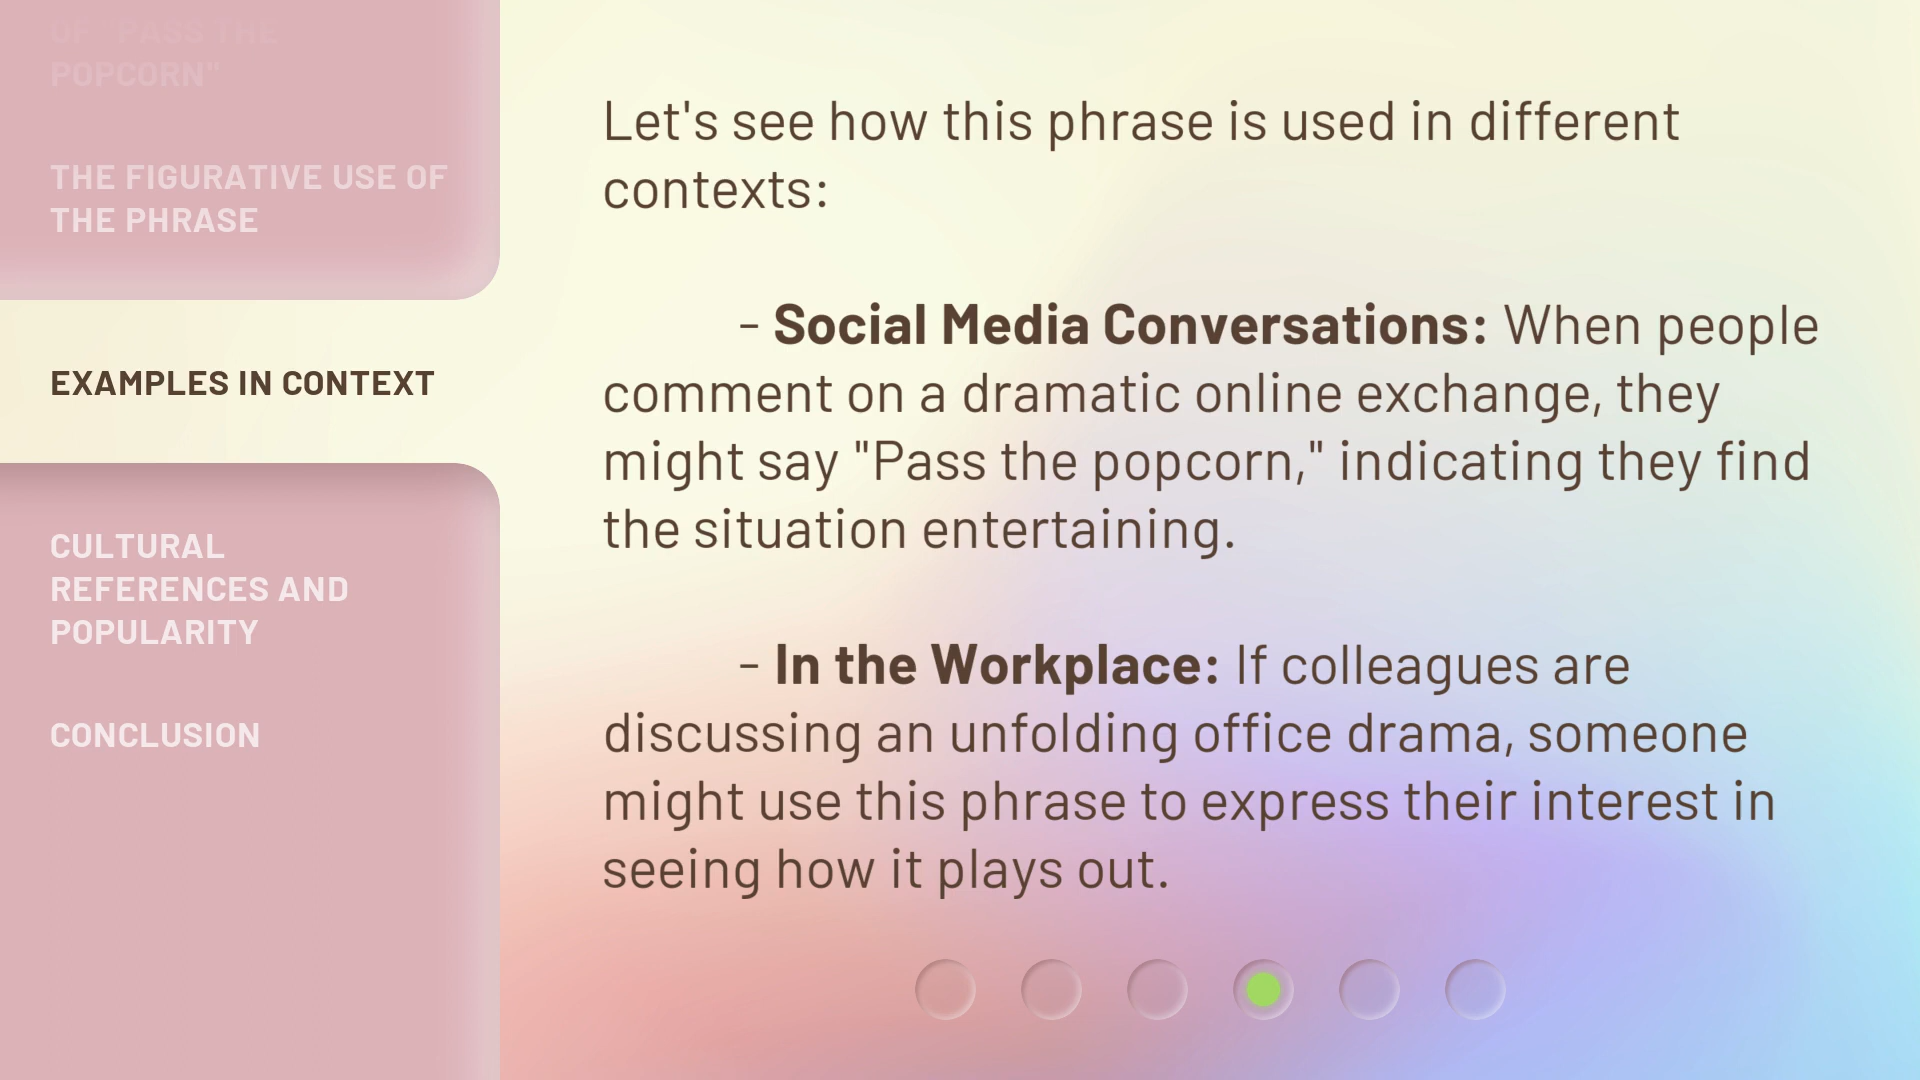 OF "PASS THE
POPCORN"
THE FIGURATIVE USE OF
THE PHRASE
EXAMPLES IN CONTEXT
CULTURAL
REFERENCES AND
POPULARITY
CONCLUSION
Let's see how this phrase is used in different
contexts:
- Social Media Conversations: When people
comment on a dramatic online exchange, they
might say "Pass the popcorn," indicating they find
the situation entertaining.
- In the Workplace: If colleagues are
discussing an unfolding office drama, someone
might use this phrase to express their interest in
seeing how it plays out.